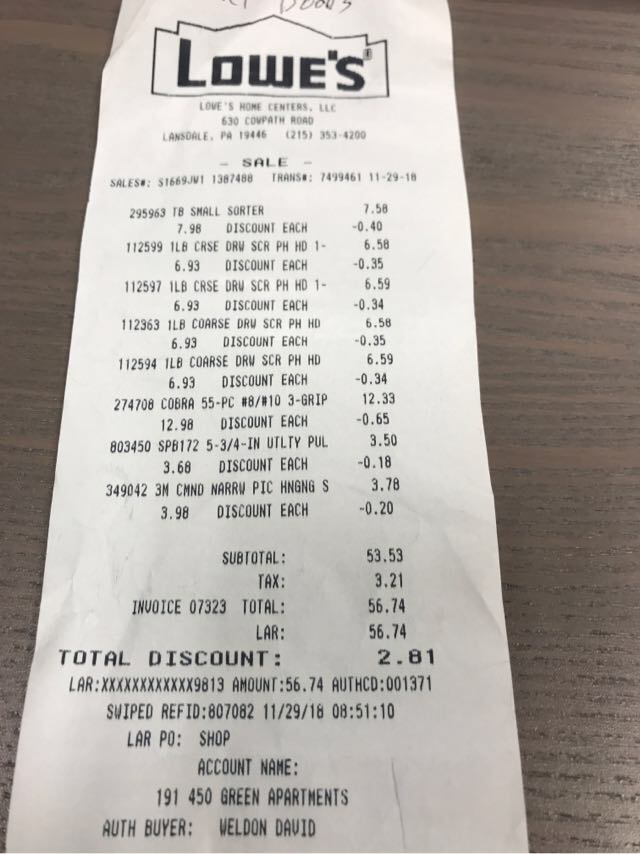 LOWE'S®
LOWE'S HOME CENTERS, LLC
630 COWPATH ROAD
LANSDALE, PA 19446 (215) 353-4200
- SALE -
SALES#: S1669JW1 1387488 TRANS#: 7499461 11-29-18
295963 TB SMALL SORTER 7.58
7.98 DISCOUNT EACH -0.40
112599 1LB CRSE DRW SCR PH HD 1- 6.58
6.93 DISCOUNT EACH -0.35
112597 1LB CRSE DRW SCR PH HD 1- 6.59
6.93 DISCOUNT EACH -0.34
112363 1LB COARSE DRW SCR PH HD 6.58
6.93 DISCOUNT EACH -0.35
112594 1LB COARSE DRW SCR PH HD 6.59
6.93 DISCOUNT EACH -0.34
274708 COBRA 55-PC #8/#10 3-GRIP 12.33
12.98 DISCOUNT EACH -0.65
803450 SPB172 5-3/4-IN UTLTY PUL 3.50
3.68 DISCOUNT EACH -0.18
349042 3M CMND NARRW PIC HNGNG S 3.78
3.98 DISCOUNT EACH -0.20
SUBTOTAL: 53.53
TAX: 3.21
INVOICE 07323 TOTAL: 56.74
LAR: 56.74
TOTAL DISCOUNT: 2.81
LAR:XXXXXXXXXXXX9813 AMOUNT:56.74 AUTHCD:001371
SWIPED REFID:807082 11/29/18 08:51:10
LAR PO: SHOP
ACCOUNT NAME:
191 450 GREEN APARTMENTS
AUTH BUYER: WELDON DAVID